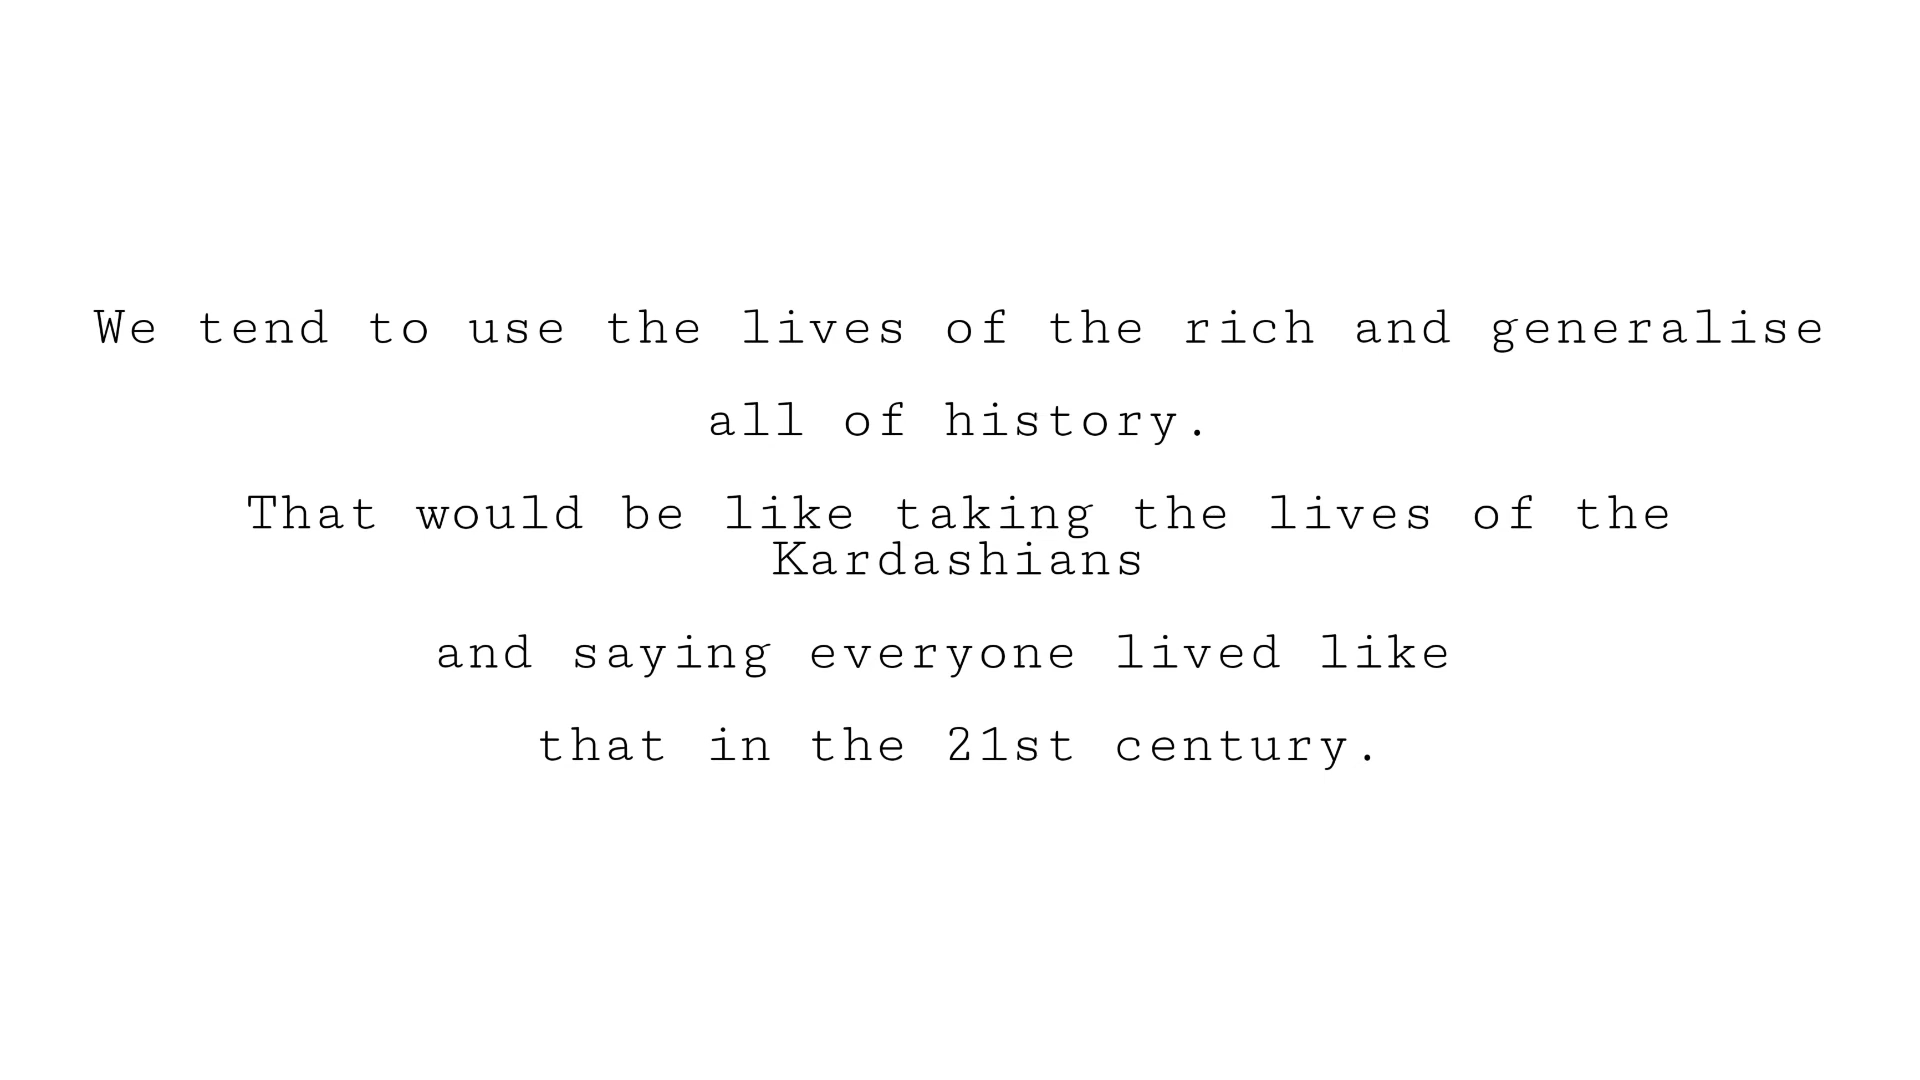 We tend to use the lives of the rich and generalise
all of history.
That would be like taking the lives of the
Kardashians
and saying everyone lived like
that in the 21st century.